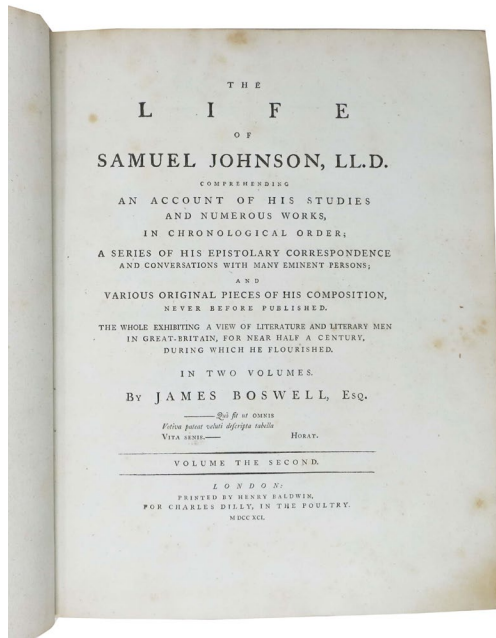 THE
LIFE
OF
SAMUEL JOHNSON, LL.D.
COMPREHENDING
AN ACCOUNT OF HIS STUDIES
AND NUMEROUS WORKS,
IN CHRONOLOGICAL ORDER;
A SERIES OF HIS EPISTOLARY CORRESPONDENCE
AND CONVERSATIONS WITH MANY EMINENT PERSONS;
AND
VARIOUS ORIGINAL PIECES OF HIS COMPOSITION,
NEVER BEFORE PUBLISHED.
THE WHOLE EXHIBITING A VIEW OF LITERATURE AND LITERARY MEN
IN GREAT-BRITAIN, FOR NEAR HALF A CENTURY,
DURING WHICH HE FLOURISHED.
IN TWO VOLUMES.
BY JAMES BOSWELL, ESQ.
——— Quò fit ut OMNIS
Votiva pateat veluti descripta tabella
VITA SENIS.—— HORAT.
VOLUME THE SECOND.
LONDON:
PRINTED BY HENRY BALDWIN,
FOR CHARLES DILLY, IN THE POULTRY.
M DCC XCI.